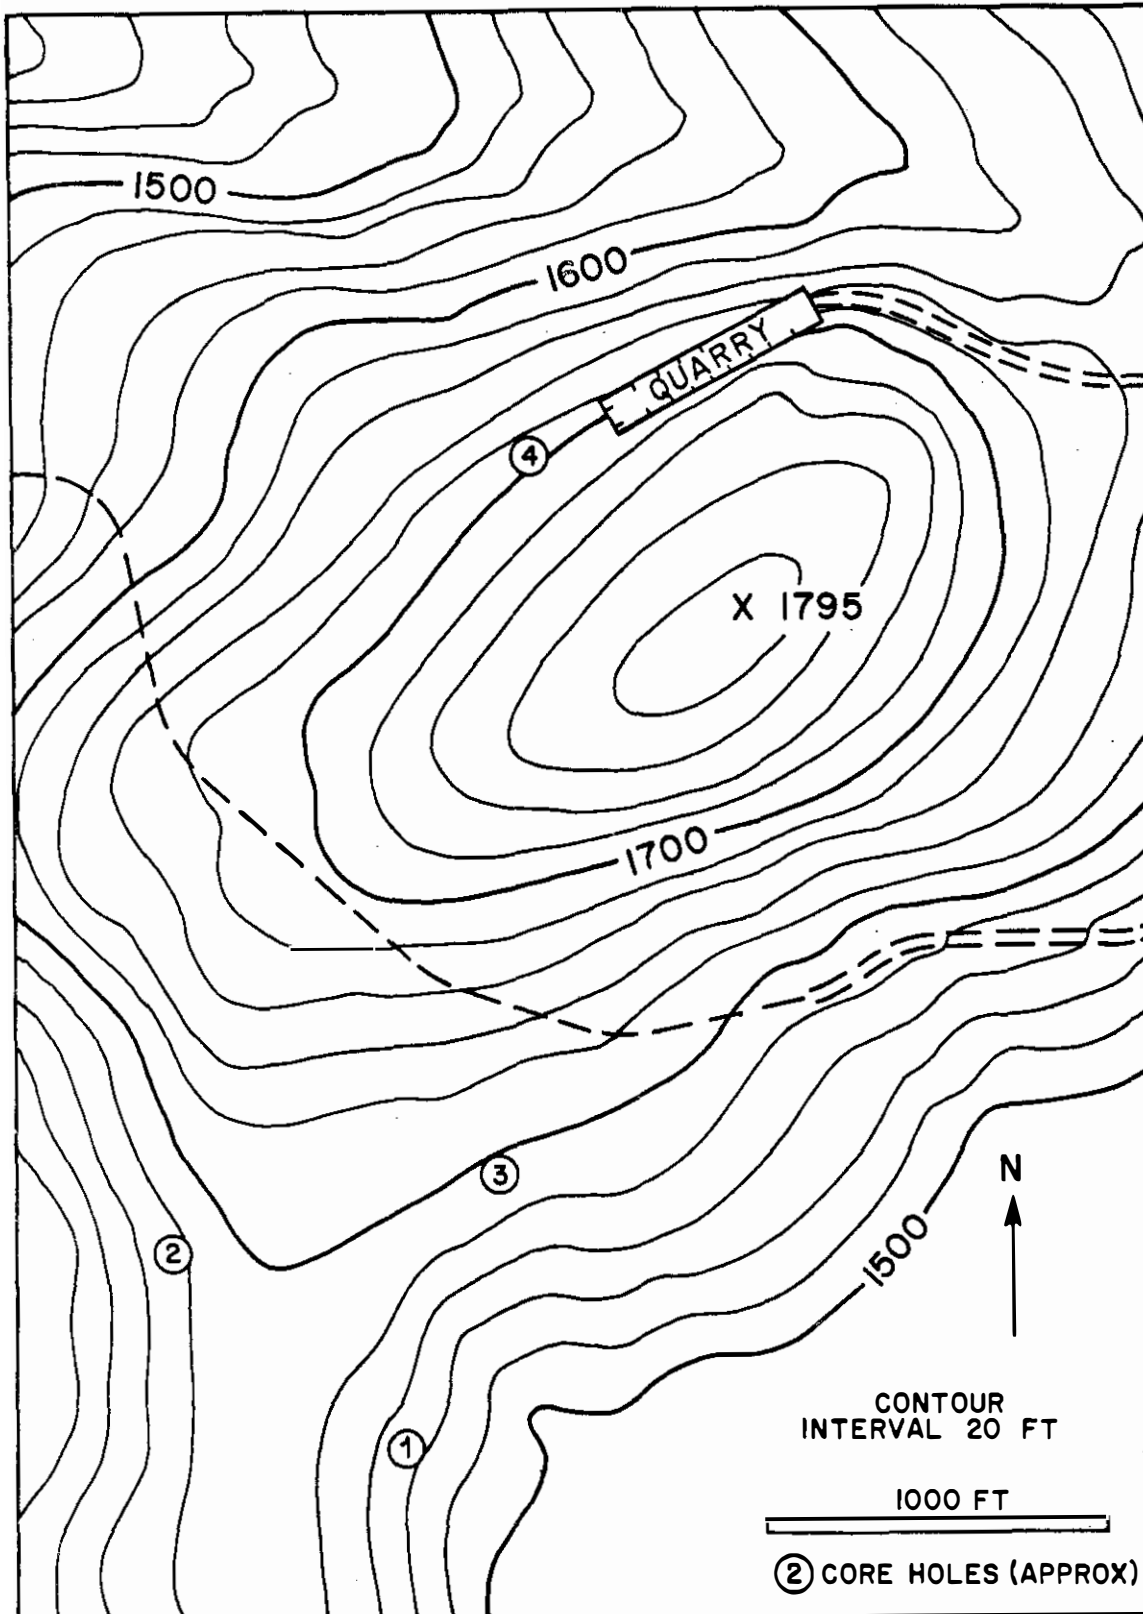 1500
1600
QUARRY
4
X 1795
1700
3
N
2
1500
1
CONTOUR
INTERVAL 20 FT
1000 FT
2 CORE HOLES (APPROX)